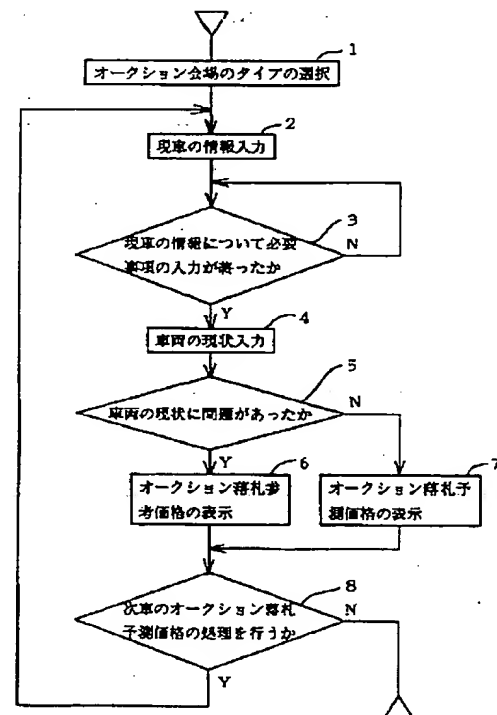 1
オークション会場のタイプの選択
2
現車の情報入力
3
現車の情報について必要
事項の入力が終ったか
N
Y
4
車両の現状入力
5
車両の現状に問題があったか
N
Y
6
オークション落札参
考価格の表示
7
オークション落札予
測価格の表示
8
次車のオークション落札
予測価格の処理を行うか
N
Y